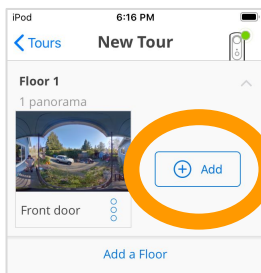 iPod 6:16 PM
Tours New Tour
Floor 1
1 panorama
Add
Front door
Add a Floor